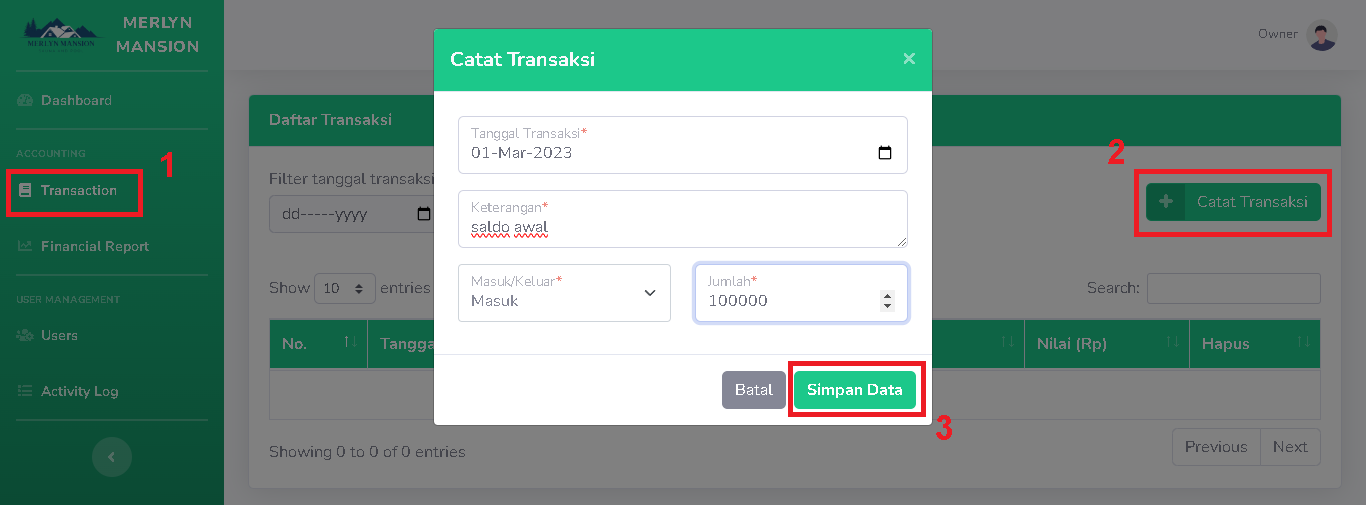 MERLYN
MANSION
MERLYN MANSION
Dashboard
ACCOUNTING
1
Transaction
Financial Report
USER MANAGEMENT
Users
Activity Log
Owner
Daftar Transaksi
Filter tanggal transaksi
dd-----yyyy
2
Catat Transaksi
Show 10 entries
Search:
No.
Tangga
Nilai (Rp)
Hapus
Showing 0 to 0 of 0 entries
Previous
Next
Catat Transaksi
×
Tanggal Transaksi*
01-Mar-2023
Keterangan*
saldo awal
Masuk/Keluar*
Masuk
Jumlah*
100000
Batal
Simpan Data
3